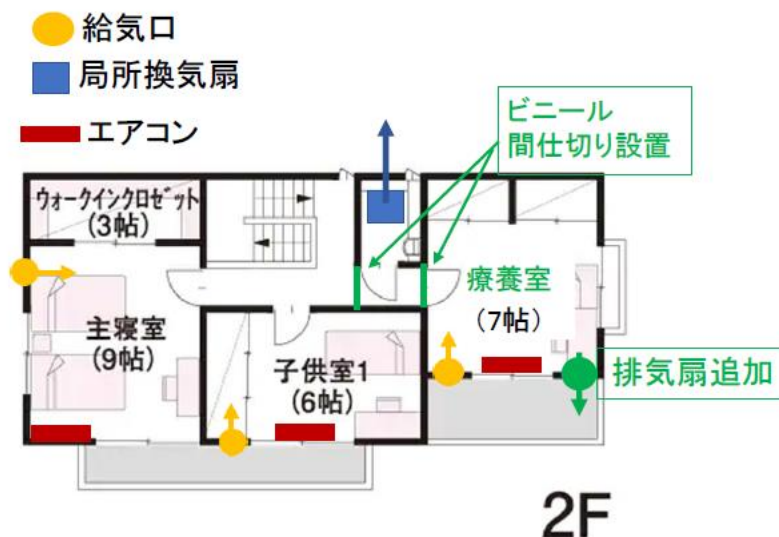 給気口
局所換気扇
エアコン
ビニール
間仕切り設置
ウォークインクロゼット
(3帖)
主寝室
(9帖)
子供室1
(6帖)
療養室
(7帖)
排気扇追加
2F